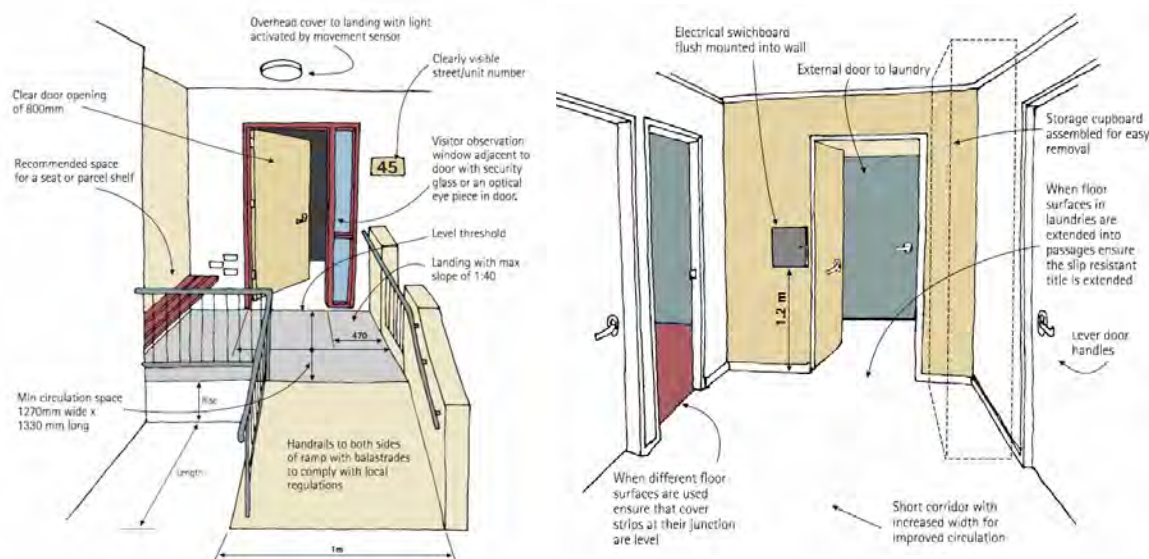 Overhead cover to landing with light
activated by movement sensor
Clearly visible
street/unit number
Clear door opening
of 800mm
Recommended space
for a seat or parcel shelf
45
Visitor observation
window adjacent to
door with security
glass or an optical
eye piece in door.
Level threshold
Landing with max
slope of 1:40
470
Min circulation space
1270mm wide x
1330 mm long
Rise
Length
Handrails to both sides
of ramp with balastrades
to comply with local
regulations
1m
Electrical swichboard
flush mounted into wall
External door to laundry
Storage cupboard
assembled for easy
removal
When floor
surfaces in
laundries are
extended into
passages ensure
the slip resistant
title is extended
1.2 m
Lever door
handles
When different floor
surfaces are used
ensure that cover
strips at their junction
are level
Short corridor with
increased width for
improved circulation